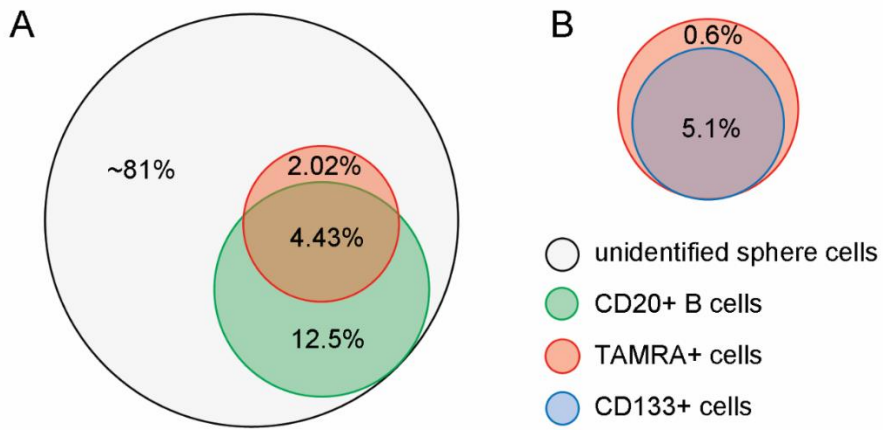 A
~81%
2.02%
4.43%
12.5%
B
0.6%
5.1%
unidentified sphere cells
CD20+ B cells
TAMRA+ cells
CD133+ cells